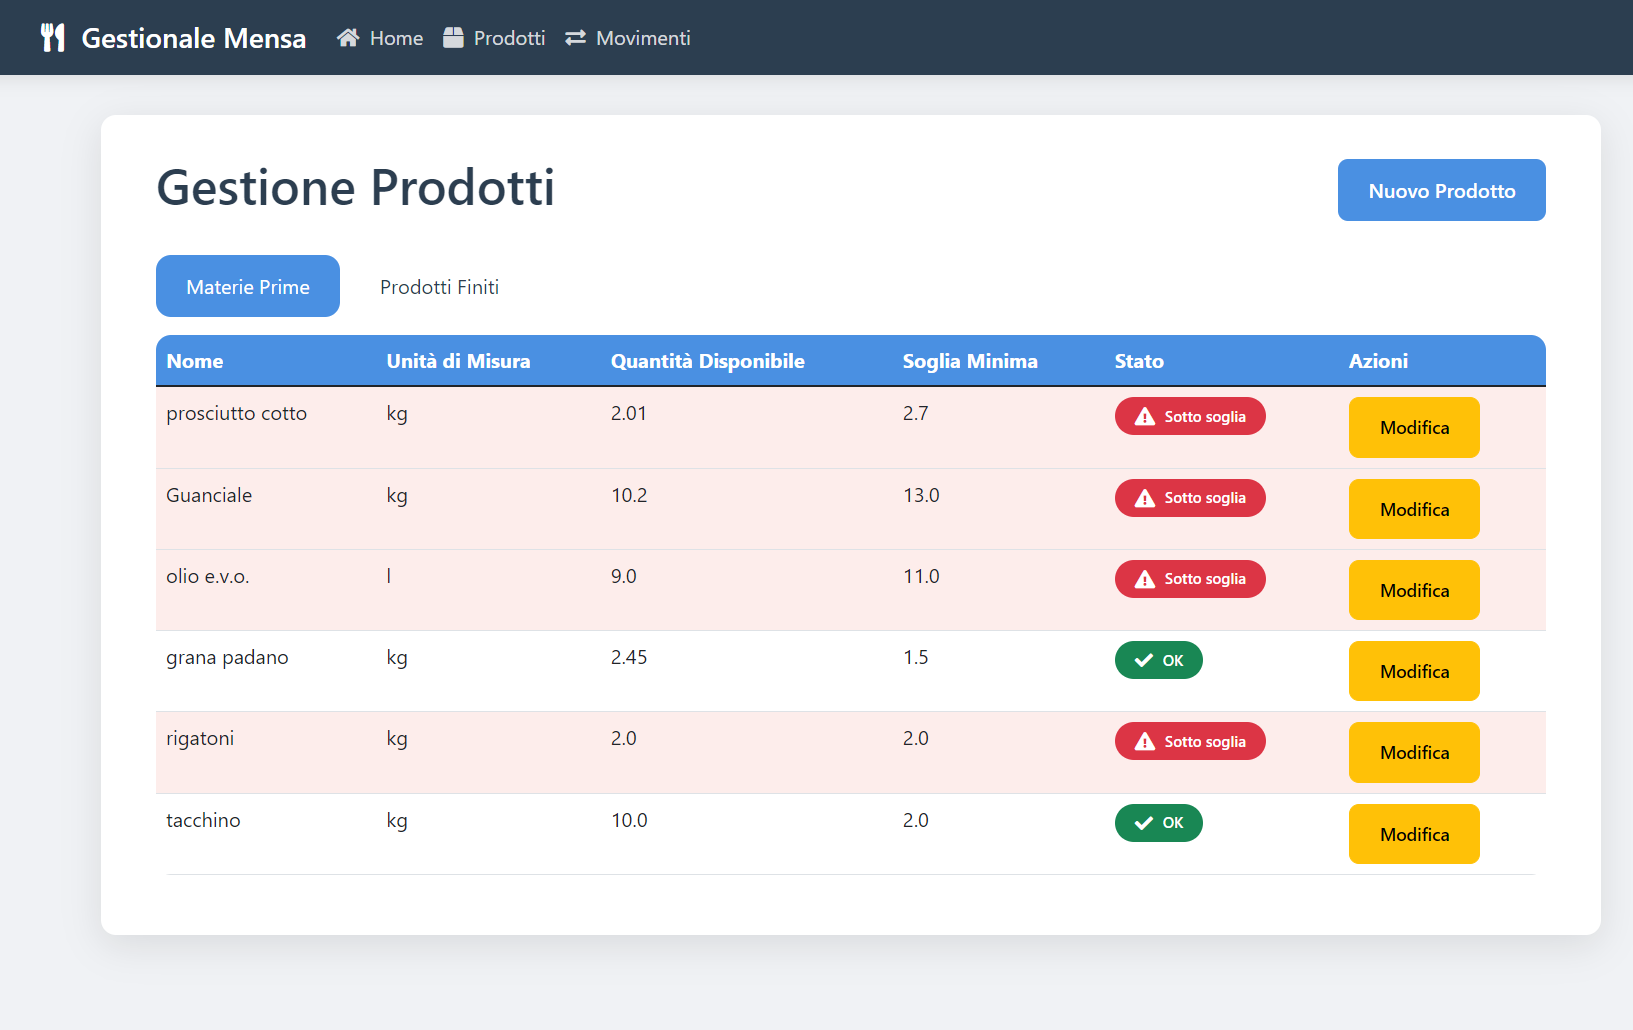 Gestionale Mensa Home Prodotti Movimenti
Gestione Prodotti
Nuovo Prodotto
Materie Prime Prodotti Finiti
Nome Unità di Misura Quantità Disponibile Soglia Minima Stato Azioni
prosciutto cotto kg 2.01 2.7 Sotto soglia Modifica
Guanciale kg 10.2 13.0 Sotto soglia Modifica
olio e.v.o. l 9.0 11.0 Sotto soglia Modifica
grana padano kg 2.45 1.5 OK Modifica
rigatoni kg 2.0 2.0 Sotto soglia Modifica
tacchino kg 10.0 2.0 OK Modifica